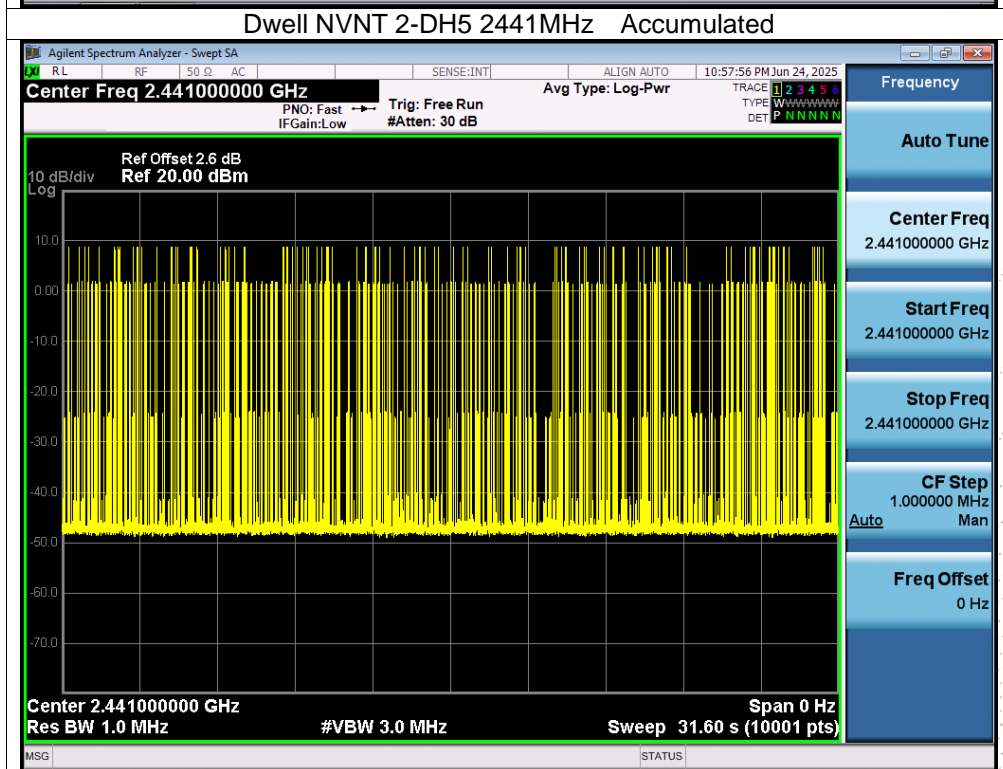 Dwell NVNT 2-DH5 2441MHz Accumulated
Agilent Spectrum Analyzer - Swept SA
LXI RL RF 50 Ω AC SENSE:INT ALIGN AUTO 10:57:56 PM Jun 24, 2025
Center Freq 2.441000000 GHz
PNO: Fast
IFGain:Low
Trig: Free Run
#Atten: 30 dB
Avg Type: Log-Pwr
TRACE 1 2 3 4 5 6
TYPE WWWWWWW
DET P N N N N N
Ref Offset 2.6 dB
10 dB/div Ref 20.00 dBm
Log
10.0
0.00
-10.0
-20.0
-30.0
-40.0
-50.0
-60.0
-70.0
Center 2.441000000 GHz Span 0 Hz
Res BW 1.0 MHz #VBW 3.0 MHz Sweep 31.60 s (10001 pts)
MSG STATUS
Frequency
Auto Tune
Center Freq
2.441000000 GHz
Start Freq
2.441000000 GHz
Stop Freq
2.441000000 GHz
CF Step
1.000000 MHz
Auto Man
Freq Offset
0 Hz